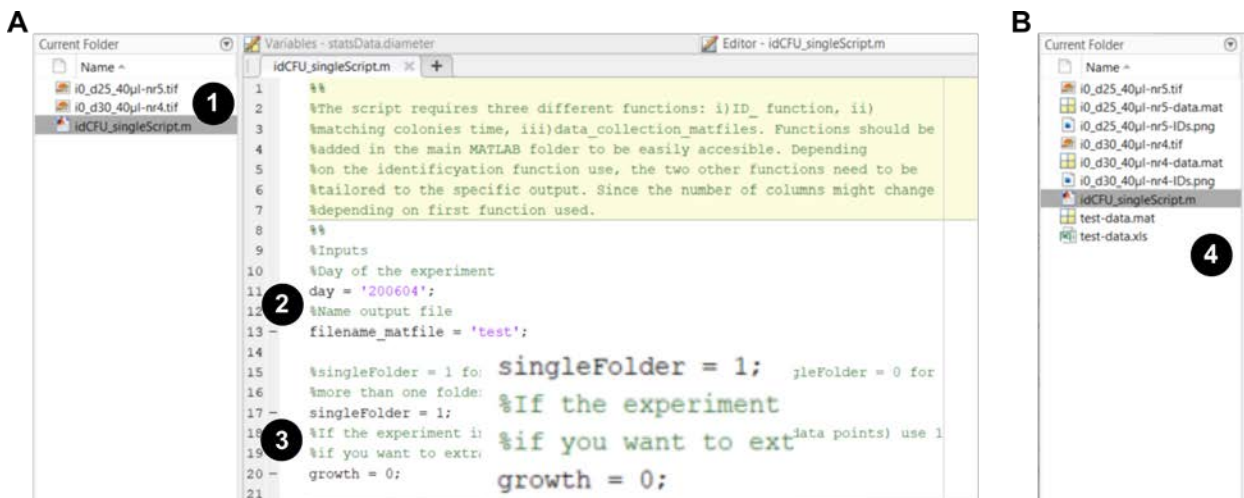 A
Current Folder
Name
i0_d25_40µl-nr5.tif
i0_d30_40µl-nr4.tif
idCFU_singleScript.m
1
Variables - statsData.diameter
Editor - idCFU_singleScript.m
idCFU_singleScript.m × +
1 %%
2 %The script requires three different functions: i)ID_ function, ii)
3 %matching colonies time, iii)data_collection_matfiles. Functions should be
4 %added in the main MATLAB folder to be easily accesible. Depending
5 %on the identificyation function use, the two other functions need to be
6 %tailored to the specific output. Since the number of columns might change
7 %depending on first function used.
8 %%
9 %Inputs
10 %Day of the experiment
11 day = '200604';
12 %Name output file
2
13 - filename_matfile = 'test';
14
15 %singleFolder = 1 for gleFolder = 0 for
16 %more than one folder
17 - singleFolder = 1;
18 %If the experiment data points) use 1
3
19 %if you want to extra
20 - growth = 0;
21
singleFolder = 1;
%If the experiment
%if you want to ext
growth = 0;
B
Current Folder
Name
i0_d25_40µl-nr5.tif
i0_d25_40µl-nr5-data.mat
i0_d25_40µl-nr5-IDs.png
i0_d30_40µl-nr4.tif
i0_d30_40µl-nr4-data.mat
i0_d30_40µl-nr4-IDs.png
idCFU_singleScript.m
test-data.mat
test-data.xls
4